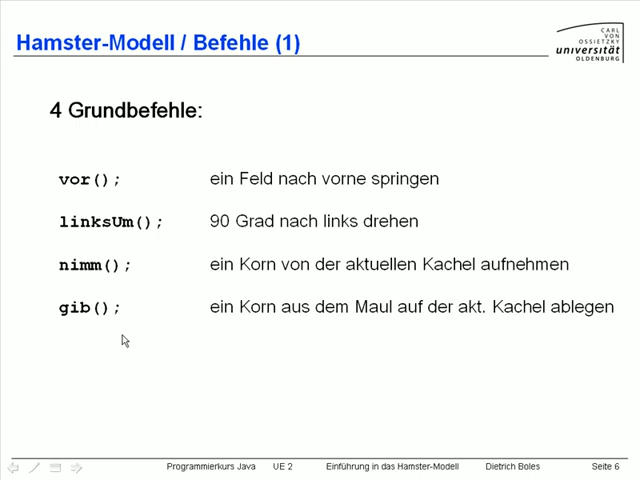 Hamster-Modell / Befehle (1)
CARL
VON
OSSIETZKY
universität
OLDENBURG
4 Grundbefehle:
vor(); ein Feld nach vorne springen
linksUm(); 90 Grad nach links drehen
nimm(); ein Korn von der aktuellen Kachel aufnehmen
gib(); ein Korn aus dem Maul auf der akt. Kachel ablegen
Programmierkurs Java UE 2 Einführung in das Hamster-Modell Dietrich Boles Seite 6